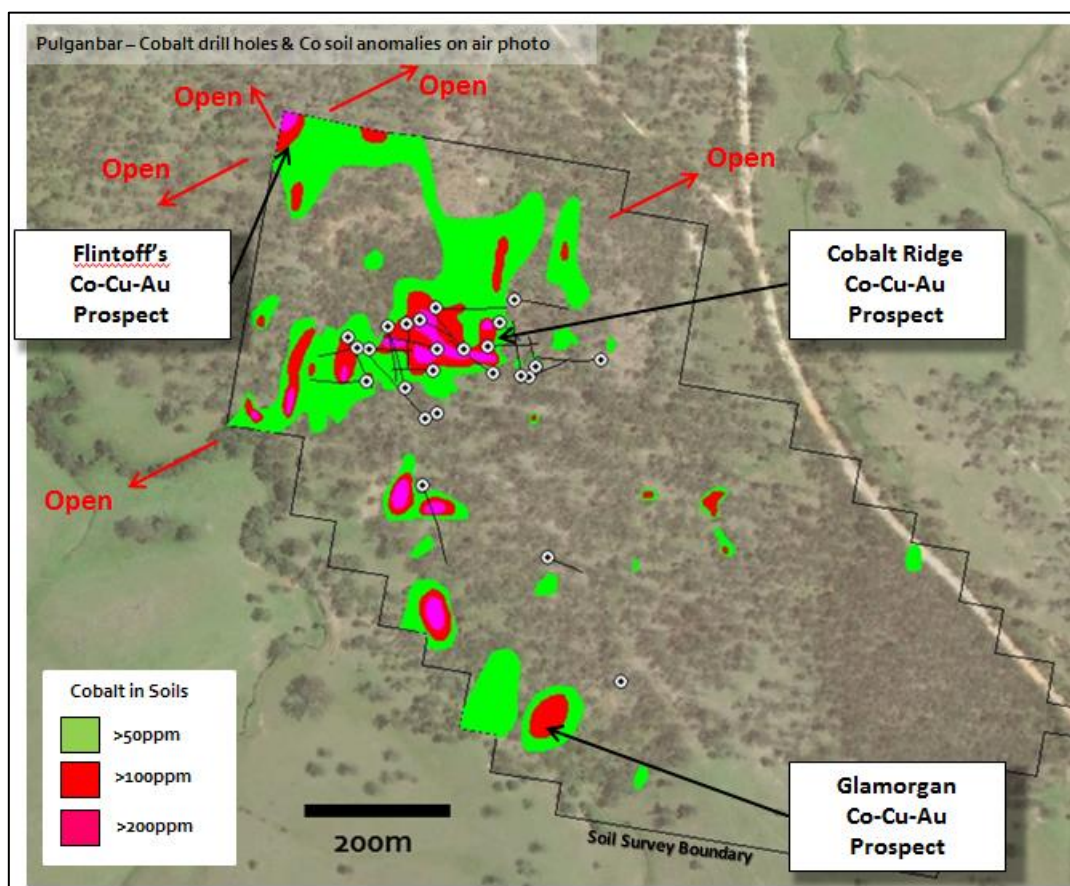 Pulganbar – Cobalt drill holes & Co soil anomalies on air photo
Open
Open
Open
Open
Flintoff's
Co-Cu-Au
Prospect
Cobalt Ridge
Co-Cu-Au
Prospect
Open
Cobalt in Soils
>50ppm
>100ppm
>200ppm
200m
Soil Survey Boundary
Glamorgan
Co-Cu-Au
Prospect